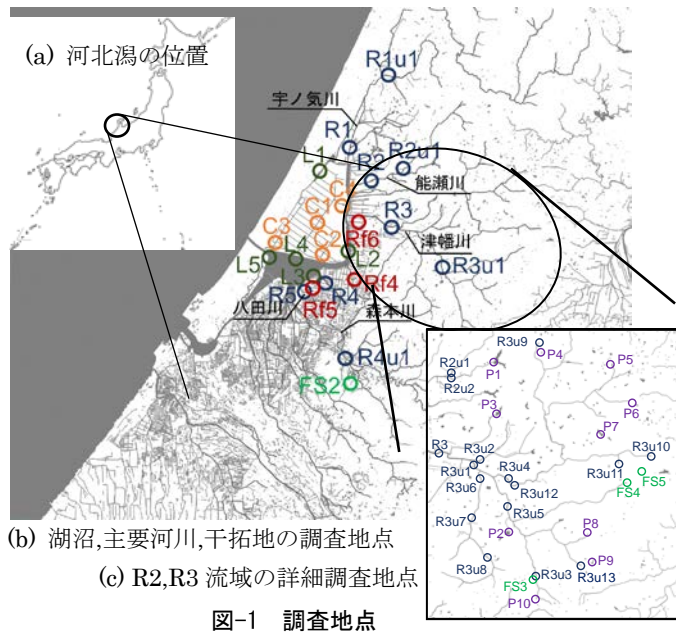 (a) 河北潟の位置
R1u1
宇ノ気川
R1
L1
R2
R2u1
能瀬川
C1
R3
C3
Rf6
津幡川
C2
L4
L2
L5
R3u1
L3
Rf4
R5
R4
八田川
Rf5
森本川
R4u1
FS2
R3u9
P4
P1
P5
R2u1
R2u2
P3
P6
P7
R3
R3u2
R3u10
R3u1
R3u11
R3u4
FS5
R3u6
R3u12
FS4
R3u5
R3u7
P2
P8
R3u8
P9
R3u3
R3u13
FS3
P10
(b) 湖沼,主要河川,干拓地の調査地点
(c) R2,R3 流域の詳細調査地点
図-1 調査地点